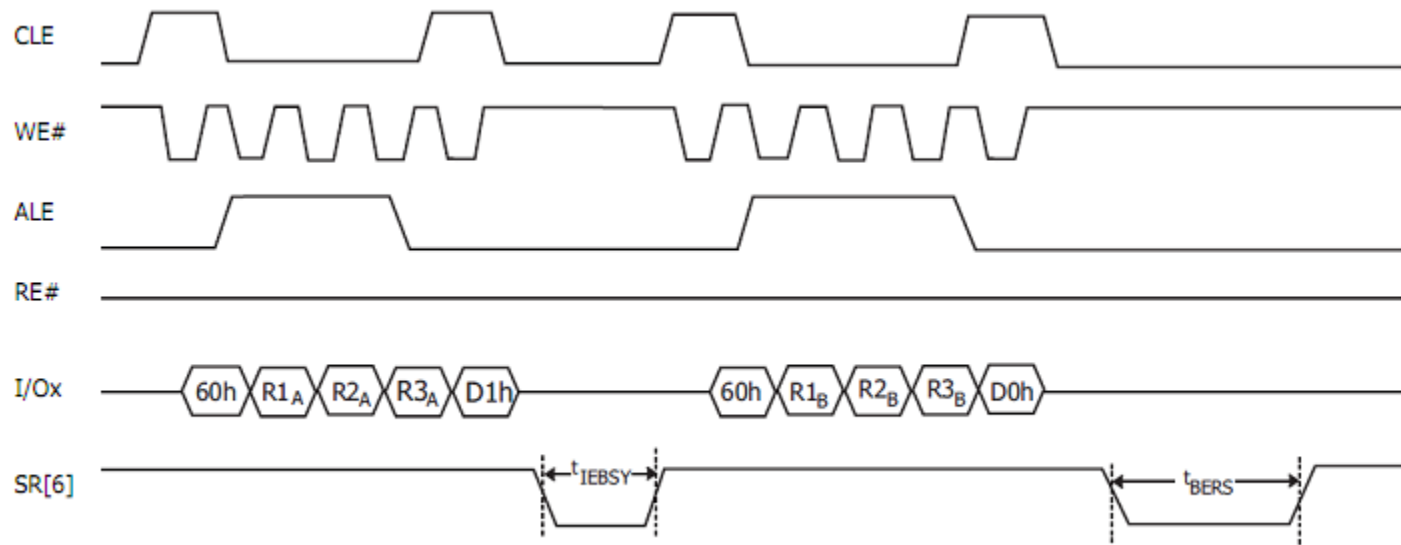 CLE
WE#
ALE
RE#
I/Ox 60h R1A R2A R3A D1h 60h R1B R2B R3B D0h
SR[6] tIEBSY tBERS